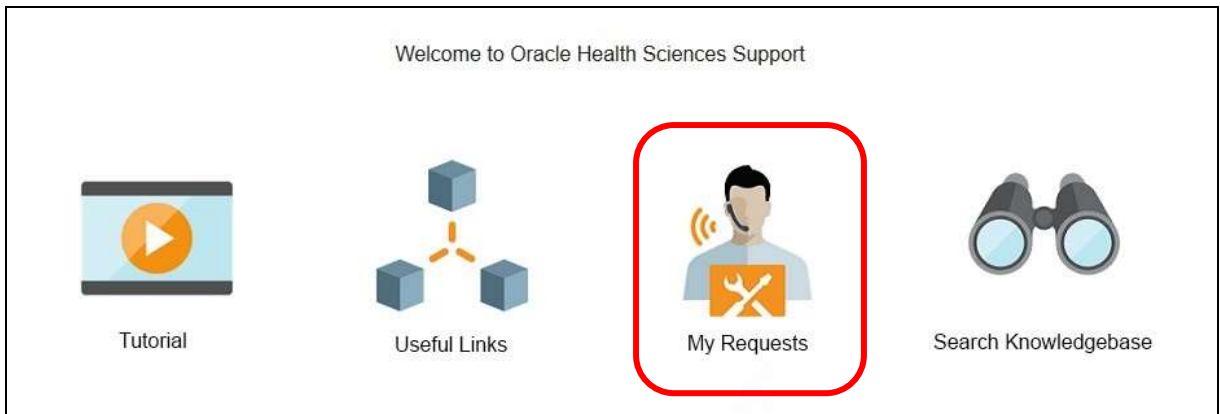 Welcome to Oracle Health Sciences Support
Tutorial
Useful Links
My Requests
Search Knowledgebase